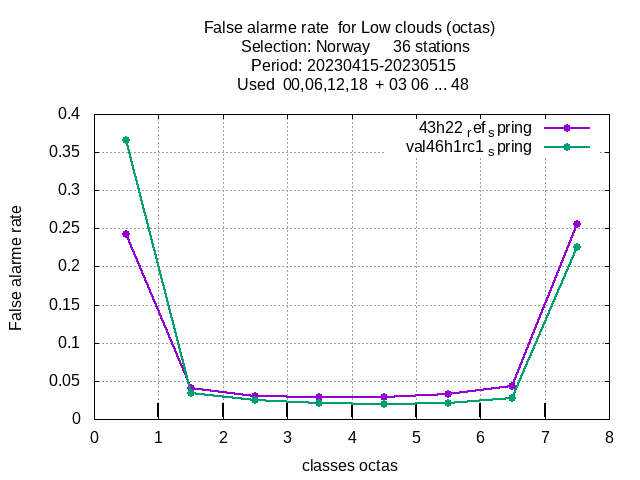 False alarme rate  for Low clouds (octas)
Selection: Norway     36 stations
Period: 20230415-20230515
Used  00,06,12,18  + 03 06 ... 48
43h22 ref spring
val46h1rc1 spring
0.4
0.35
0.3
0.25
0.2
0.15
0.1
0.05
0
False alarme rate
0 1 2 3 4 5 6 7 8
classes octas